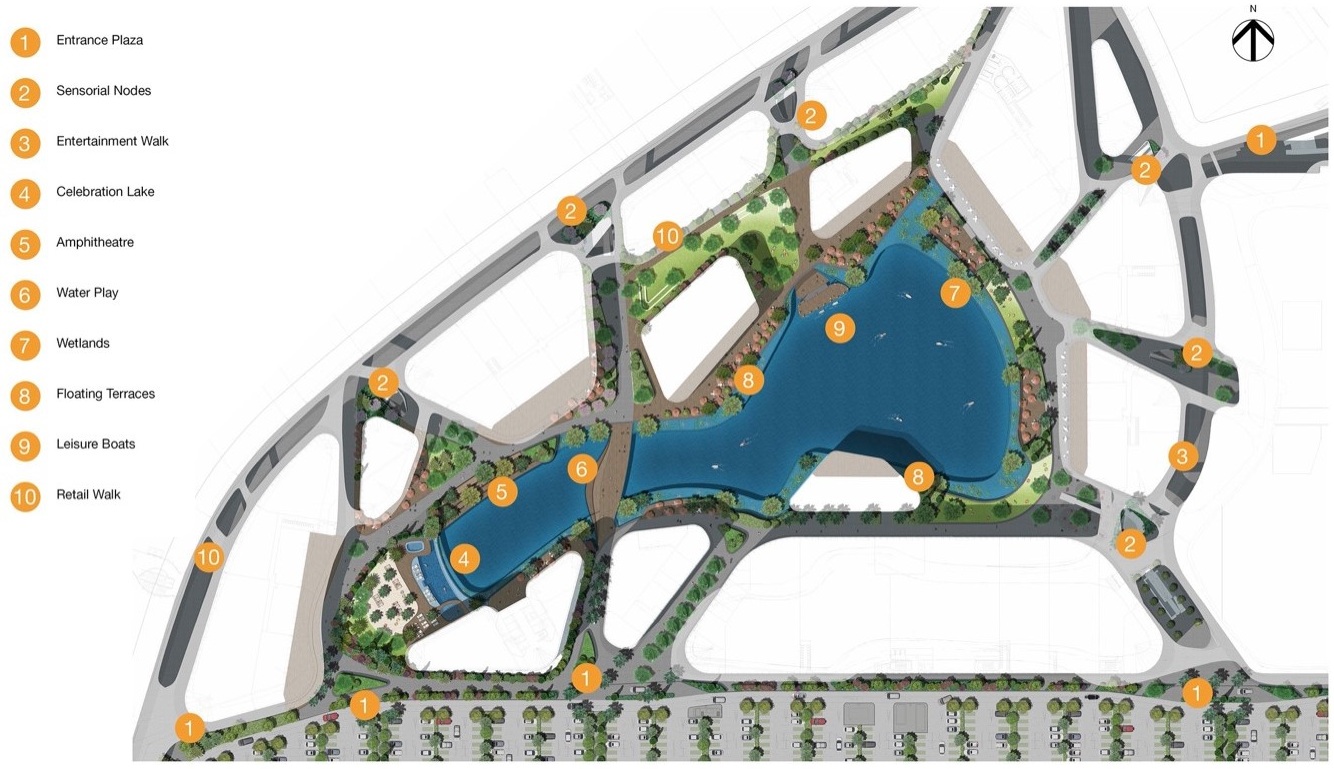 1 Entrance Plaza
2 Sensorial Nodes
3 Entertainment Walk
4 Celebration Lake
5 Amphitheatre
6 Water Play
7 Wetlands
8 Floating Terraces
9 Leisure Boats
10 Retail Walk
N
2
1
2
2
10
7
9
2
2
8
3
6
8
5
2
10
4
1
1
1
1